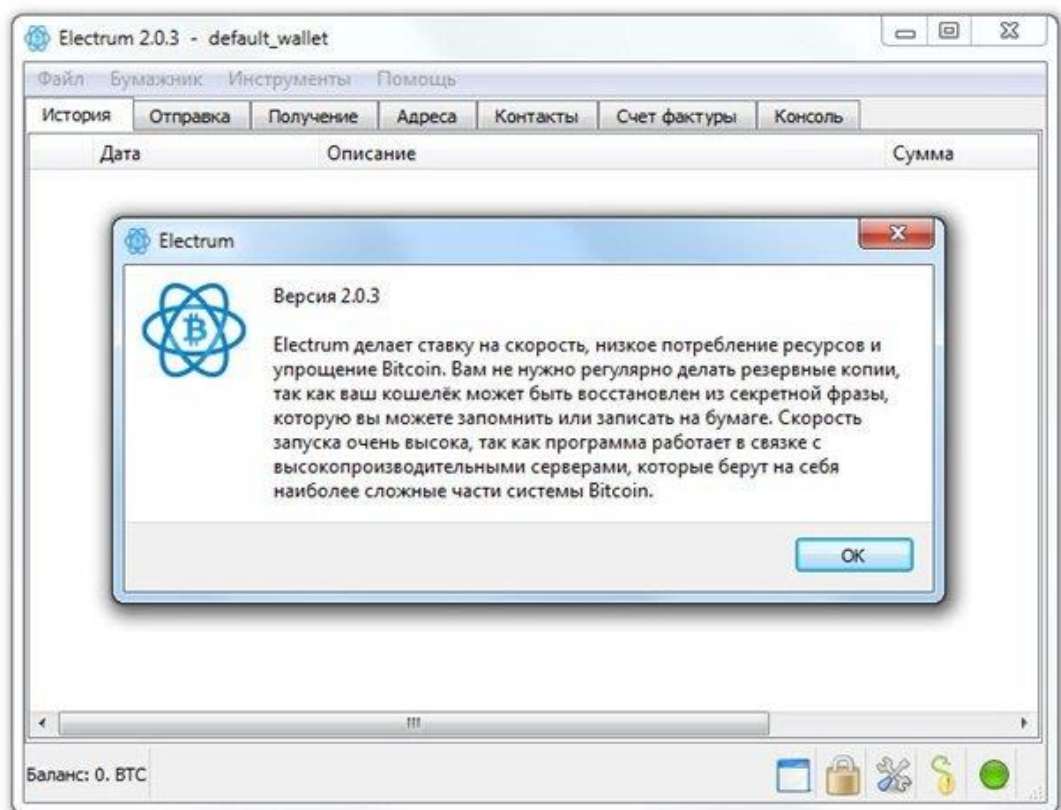 Electrum 2.0.3 - default_wallet
Файл Бумажник Инструменты Помощь
История Отправка Получение Адреса Контакты Счет фактуры Консоль
Дата Описание Сумма
Electrum
Версия 2.0.3
Electrum делает ставку на скорость, низкое потребление ресурсов и
упрощение Bitcoin. Вам не нужно регулярно делать резервные копии,
так как ваш кошелёк может быть восстановлен из секретной фразы,
которую вы можете запомнить или записать на бумаге. Скорость
запуска очень высока, так как программа работает в связке с
высокопроизводительными серверами, которые берут на себя
наиболее сложные части системы Bitcoin.
OK
Баланс: 0. BTC